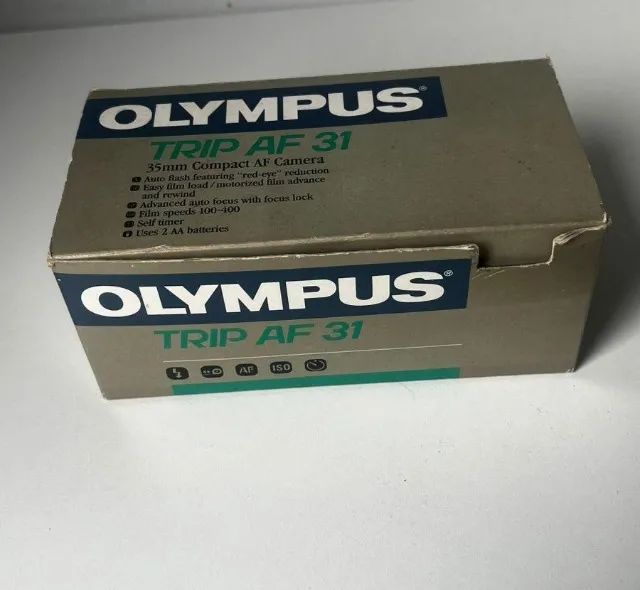 OLYMPUS®
TRIP AF 31
35mm Compact AF Camera
Auto flash featuring "red-eye" reduction
Easy film load/motorized film advance
and rewind
Advanced auto focus with focus lock
Film speeds 100-400
Self timer
Uses 2 AA batteries
OLYMPUS®
TRIP AF 31
AF
ISO